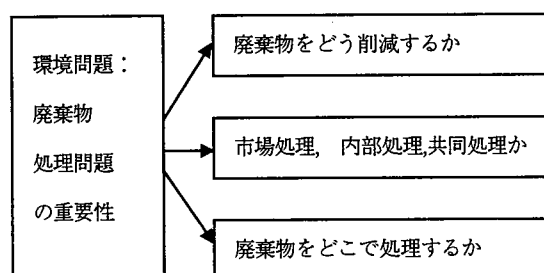 環境問題：
廃棄物
処理問題
の重要性
廃棄物をどう削減するか
市場処理,　内部処理,共同処理か
廃棄物をどこで処理するか